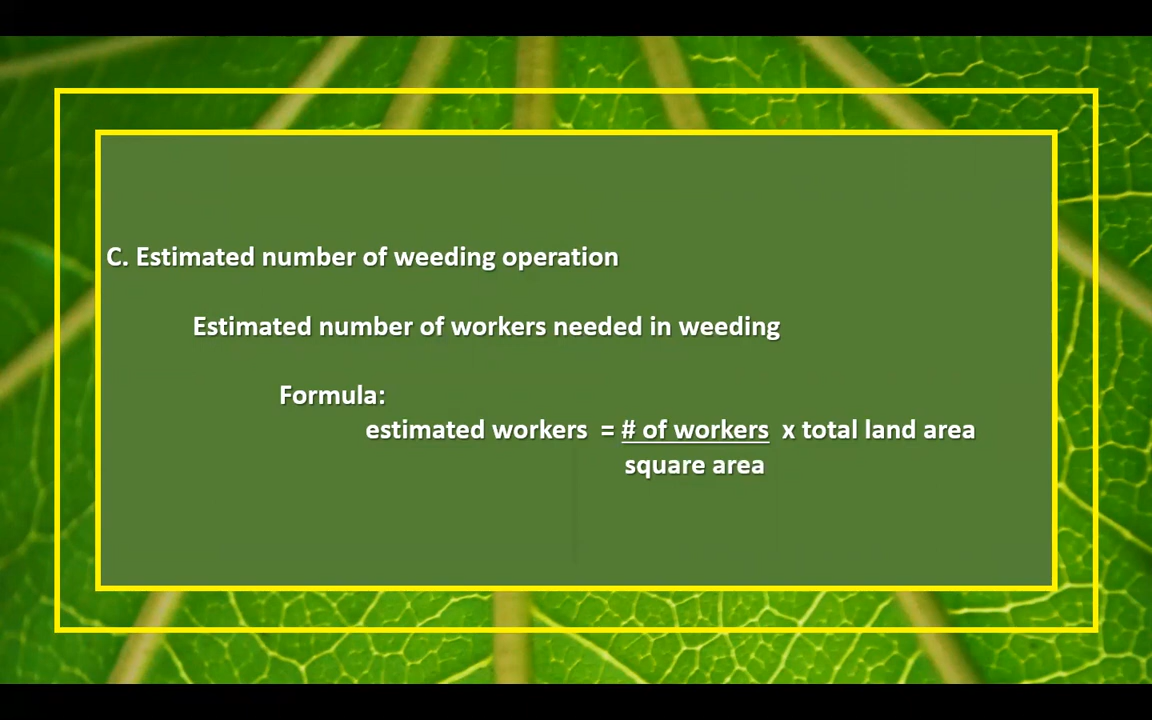 C. Estimated number of weeding operation
Estimated number of workers needed in weeding
Formula:
estimated workers = # of workers x total land area
square area